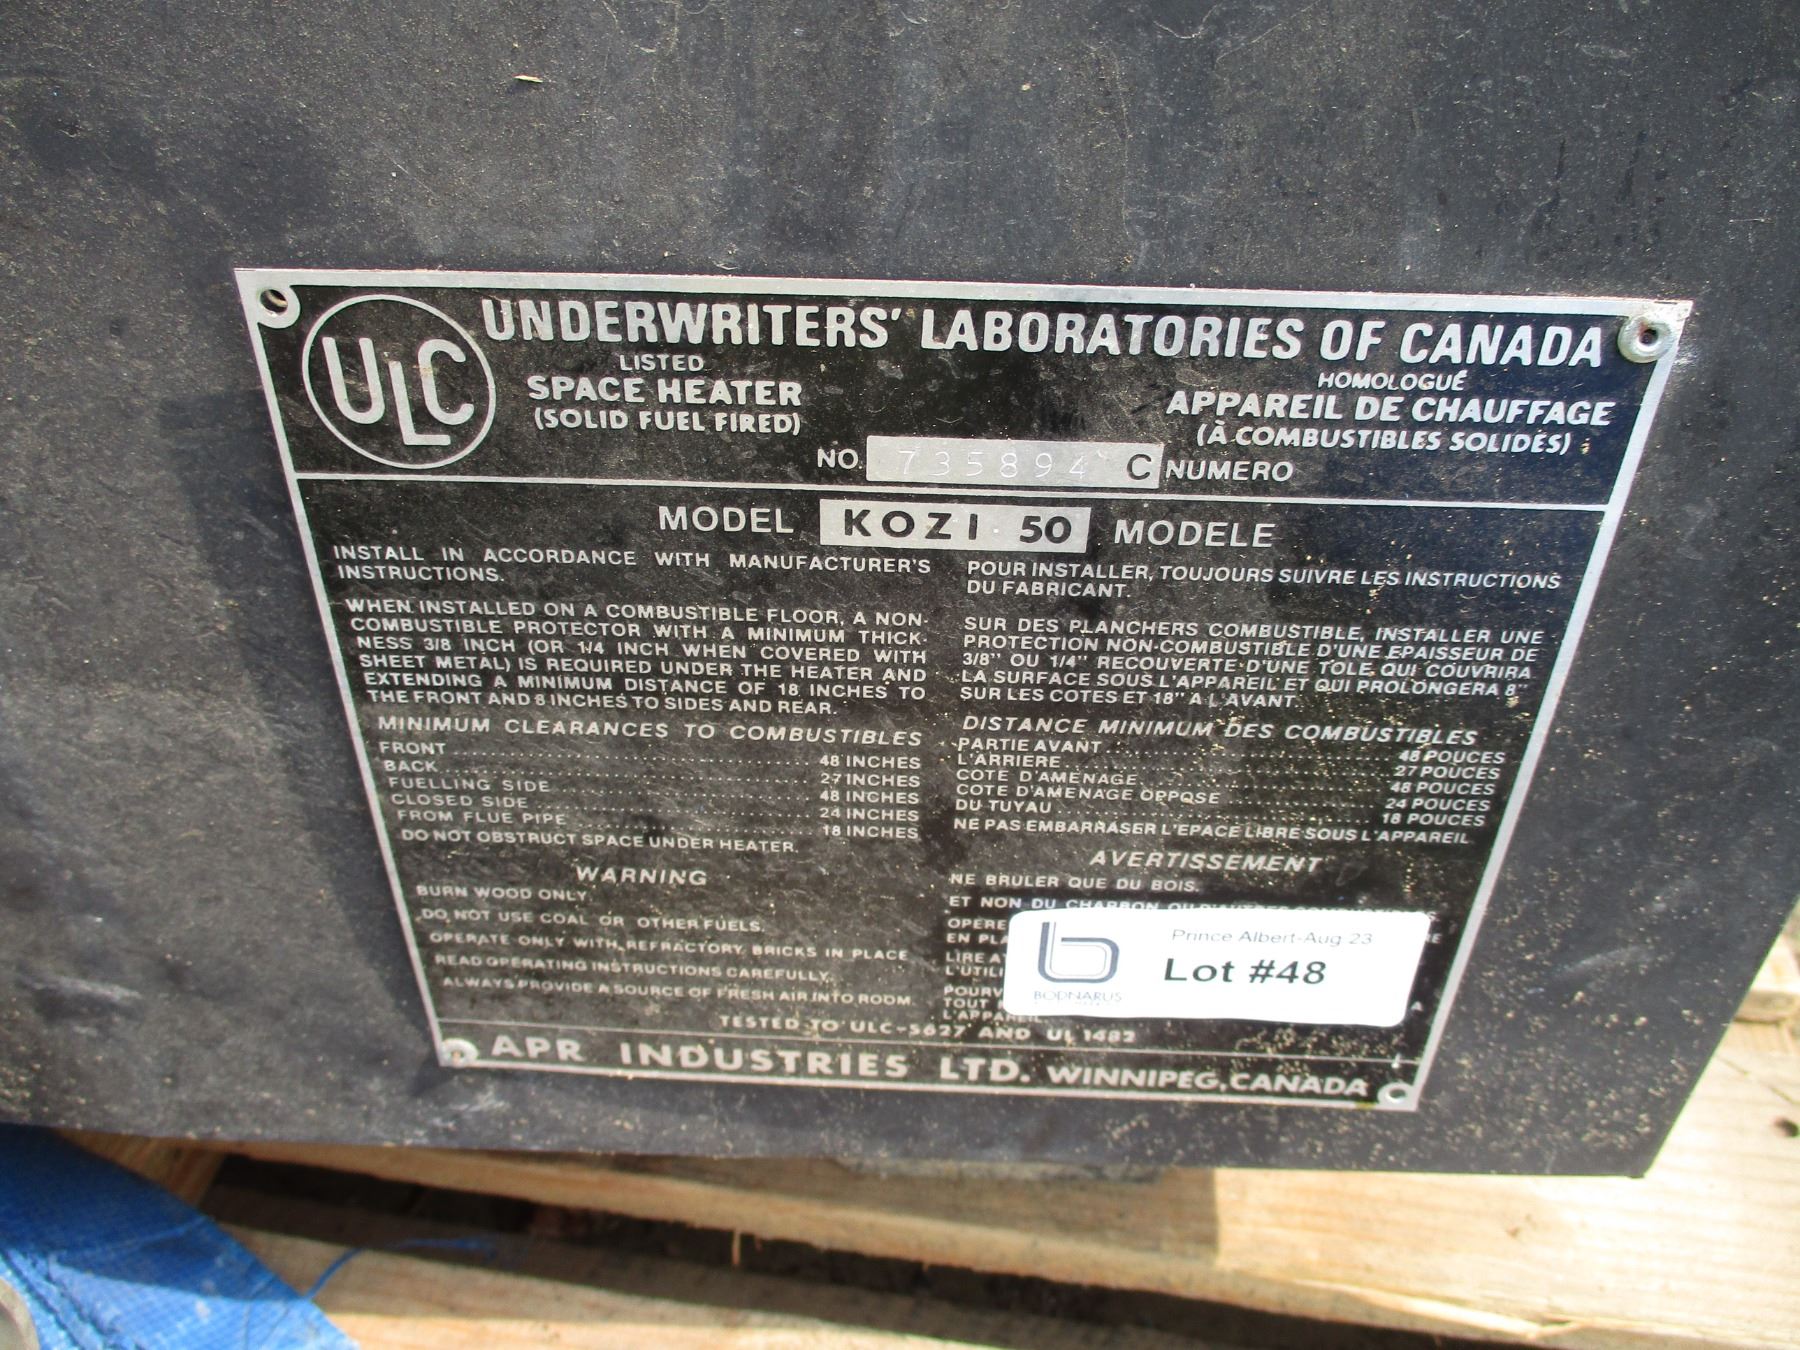 ULC
UNDERWRITERS' LABORATORIES OF CANADA
LISTED
SPACE HEATER
(SOLID FUEL FIRED)
HOMOLOGUÉ
APPAREIL DE CHAUFFAGE
(À COMBUSTIBLES SOLIDES)
NO. 735894 C NUMERO
MODEL KOZI 50 MODELE
INSTALL IN ACCORDANCE WITH MANUFACTURER'S
INSTRUCTIONS.
WHEN INSTALLED ON A COMBUSTIBLE FLOOR, A NON-
COMBUSTIBLE PROTECTOR WITH A MINIMUM THICK-
NESS 3/8 INCH (OR 1/4 INCH WHEN COVERED WITH
SHEET METAL) IS REQUIRED UNDER THE HEATER AND
EXTENDING A MINIMUM DISTANCE OF 18 INCHES TO
THE FRONT AND 8 INCHES TO SIDES AND REAR.
MINIMUM CLEARANCES TO COMBUSTIBLES
FRONT 48 INCHES
BACK 27 INCHES
FUELLING SIDE 48 INCHES
CLOSED SIDE 24 INCHES
FROM FLUE PIPE 18 INCHES
DO NOT OBSTRUCT SPACE UNDER HEATER.
WARNING
BURN WOOD ONLY
DO NOT USE COAL OR OTHER FUELS.
OPERATE ONLY WITH REFRACTORY BRICKS IN PLACE
READ OPERATING INSTRUCTIONS CAREFULLY.
ALWAYS PROVIDE A SOURCE OF FRESH AIR INTO ROOM.
POUR INSTALLER, TOUJOURS SUIVRE LES INSTRUCTIONS
DU FABRICANT.
SUR DES PLANCHERS COMBUSTIBLE, INSTALLER UNE
PROTECTION NON-COMBUSTIBLE D'UNE EPAISSEUR DE
3/8" OU 1/4" RECOUVERTE D'UNE TOLE QUI COUVRIRA
LA SURFACE SOUS L'APPAREIL ET QUI PROLONGERA 8"
SUR LES COTES ET 18" A L'AVANT.
DISTANCE MINIMUM DES COMBUSTIBLES
PARTIE AVANT 48 POUCES
L'ARRIERE 27 POUCES
COTE D'AMENAGE 48 POUCES
COTE D'AMENAGE OPPOSE 24 POUCES
DU TUYAU 18 POUCES
NE PAS EMBARRASER L'EPACE LIBRE SOUS L'APPAREIL
AVERTISSEMENT
NE BRULER QUE DU BOIS.
ET NON DU CHARBON
EN
TOUT
L'APPAREIL
Prince Albert-Aug 23
Lot #48
BODNARUS
TESTED TO ULC-S627 AND UL 1482
APR INDUSTRIES LTD. WINNIPEG, CANADA